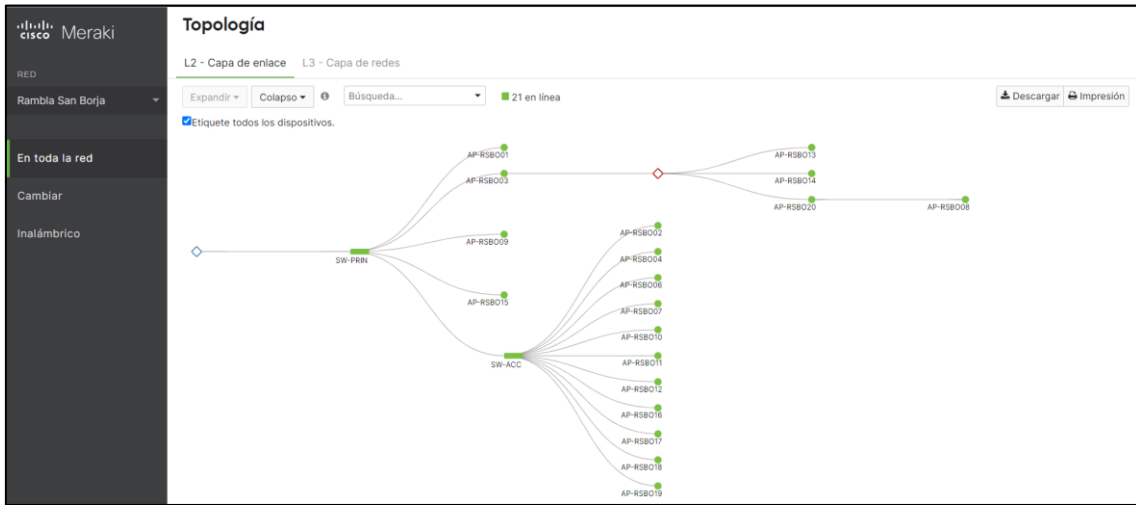 cisco Meraki
RED
Rambla San Borja
En toda la red
Cambiar
Inalámbrico
Topología
L2 - Capa de enlace L3 - Capa de redes
Expandir Colapso Búsqueda... 21 en línea Descargar Impresión
Etiquete todos los dispositivos.
AP-RSBO01 AP-RSBO13
AP-RSBO03 AP-RSBO14
AP-RSBO20 AP-RSBO08
AP-RSBO02
AP-RSBO09
SW-PRIN AP-RSBO04
AP-RSBO06
AP-RSBO15 AP-RSBO07
AP-RSBO10
SW-ACC AP-RSBO11
AP-RSBO12
AP-RSBO16
AP-RSBO17
AP-RSBO18
AP-RSBO19